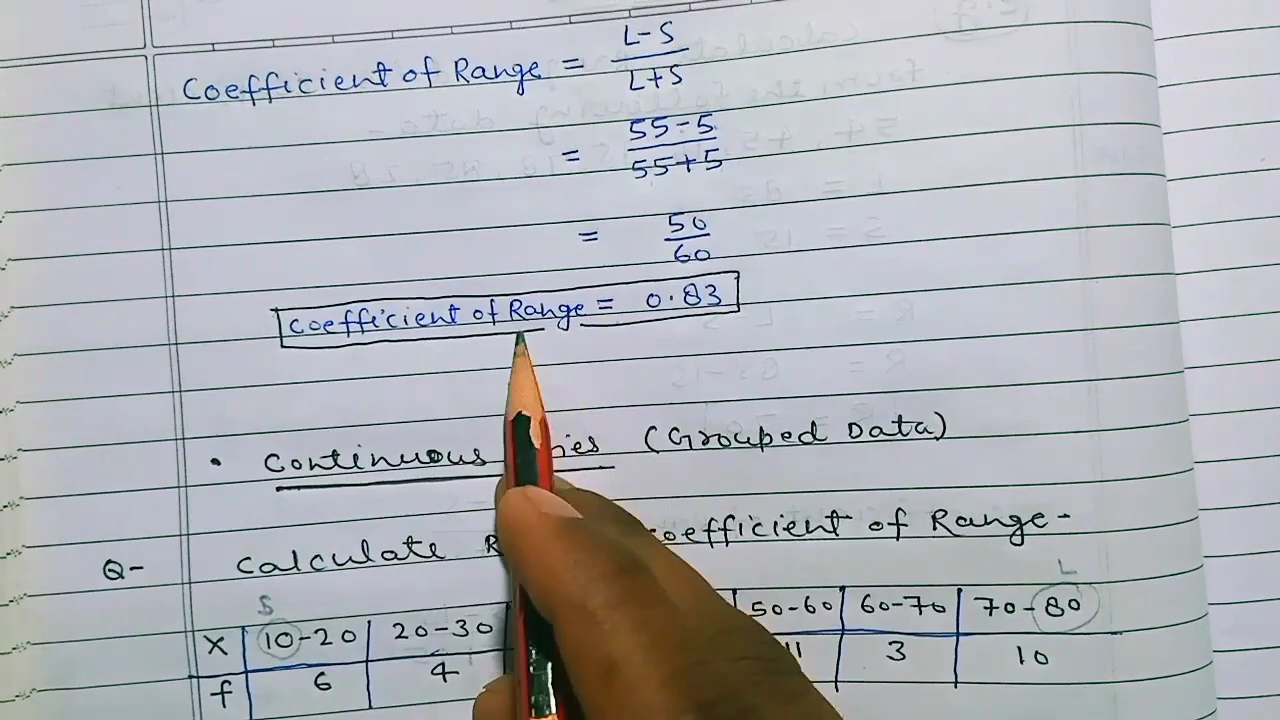 Coefficient of Range = L-S / L+S
= 55-5 / 55+5
= 50 / 60
Coefficient of Range = 0.83
• Continuous (Grouped Data)
Q- Calculate Coefficient of Range-
S L
X 10-20 20-30 50-60 60-70 70-80
f 6 4 11 3 10